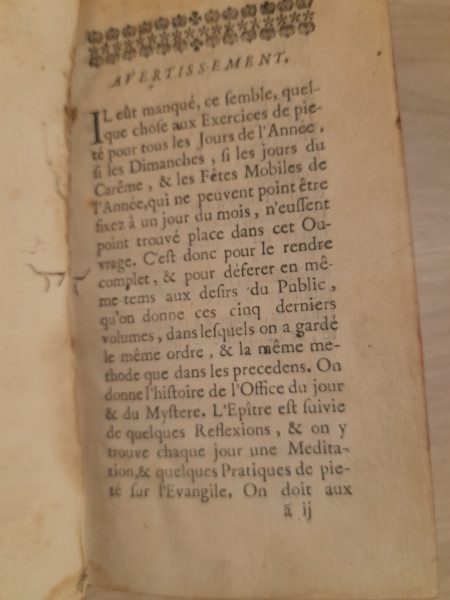 AVERTISSEMENT.
IL eût manqué, ce ſemble, quel-
que choſe aux Exercices de pie-
té pour tous les Jours de l'Année,
ſi les Dimanches, ſi les jours du
Carême, & les Fêtes Mobiles de
l'Année, qui ne peuvent point être
fixez à un jour du mois, n'euſſent
point trouvé place dans cet Ou-
vrage. C'eſt donc pour le rendre
complet, & pour déferer en mê-
me-tems aux deſirs du Public,
qu'on donne ces cinq derniers
volumes, dans leſquels on a gardé
le même ordre, & la même me-
thode que dans les precedens. On
donne l'hiſtoire de l'Office du jour
& du Myſtere. L'Epître eſt ſuivie
de quelques Reflexions, & on y
trouve chaque jour une Medita-
tion, & quelques Pratiques de pie-
té ſur l'Evangile. On doit aux
ã ij